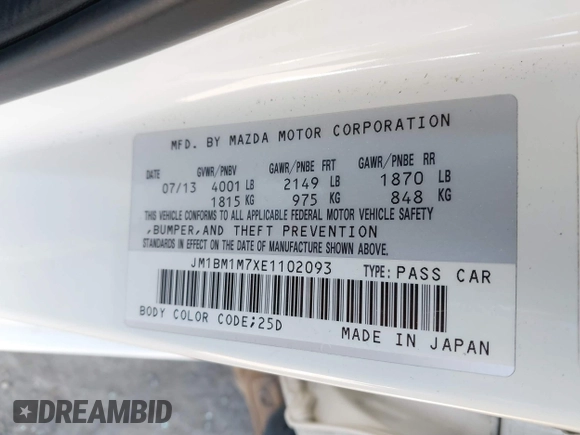 MFD. BY MAZDA MOTOR CORPORATION
DATE GVWR/PNBV GAWR/PNBE FRT GAWR/PNBE RR
07/13 4001 LB 2149 LB 1870 LB
1815 KG 975 KG 848 KG
THIS VEHICLE CONFORMS TO ALL APPLICABLE FEDERAL MOTOR VEHICLE SAFETY
,BUMPER,AND THEFT PREVENTION
STANDARDS IN EFFECT ON THE DATE OF MANUFACTURE SHOWN ABOVE.
JM1BM1M7XE1102093 TYPE: PASS CAR
BODY COLOR CODE;25D MADE IN JAPAN
DREAMBID